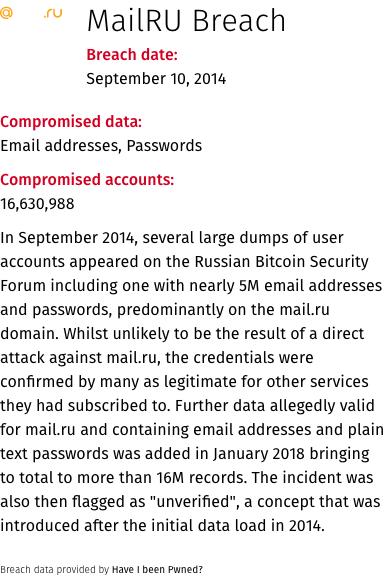 @ .ru
MailRU Breach
Breach date:
September 10, 2014
Compromised data:
Email addresses, Passwords
Compromised accounts:
16,630,988
In September 2014, several large dumps of user
accounts appeared on the Russian Bitcoin Security
Forum including one with nearly 5M email addresses
and passwords, predominantly on the mail.ru
domain. Whilst unlikely to be the result of a direct
attack against mail.ru, the credentials were
confirmed by many as legitimate for other services
they had subscribed to. Further data allegedly valid
for mail.ru and containing email addresses and plain
text passwords was added in January 2018 bringing
to total to more than 16M records. The incident was
also then flagged as "unverified", a concept that was
introduced after the initial data load in 2014.
Breach data provided by Have I been Pwned?